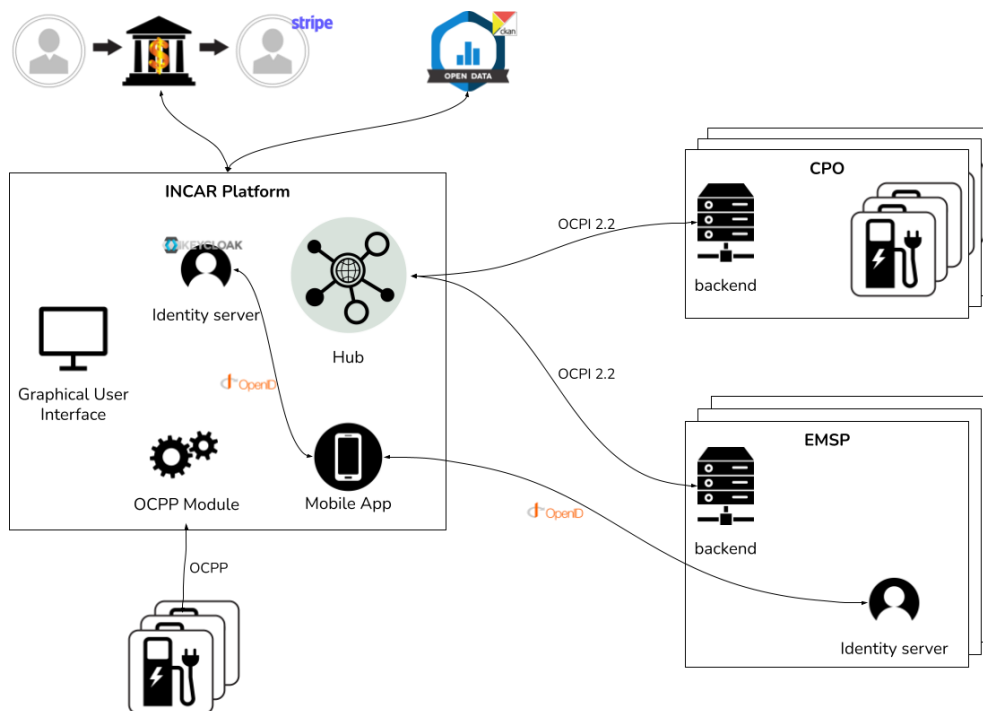 stripe
ckan
OPEN DATA
INCAR Platform
CPO
KEYCLOAK
OCPI 2.2
backend
Identity server
Hub
Graphical User
Interface
OpenID
OCPI 2.2
EMSP
OCPP Module
Mobile App
OpenID
backend
OCPP
Identity server